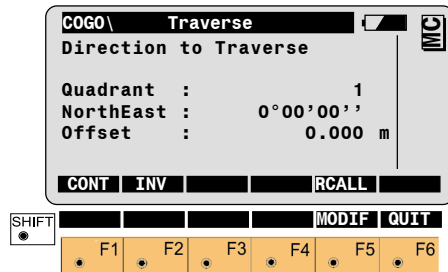 COGO\ Traverse
MC
Direction to Traverse
Quadrant : 1
NorthEast : 0°00'00''
Offset : 0.000 m
CONT INV RCALL
SHIFT MODIF QUIT
F1 F2 F3 F4 F5 F6